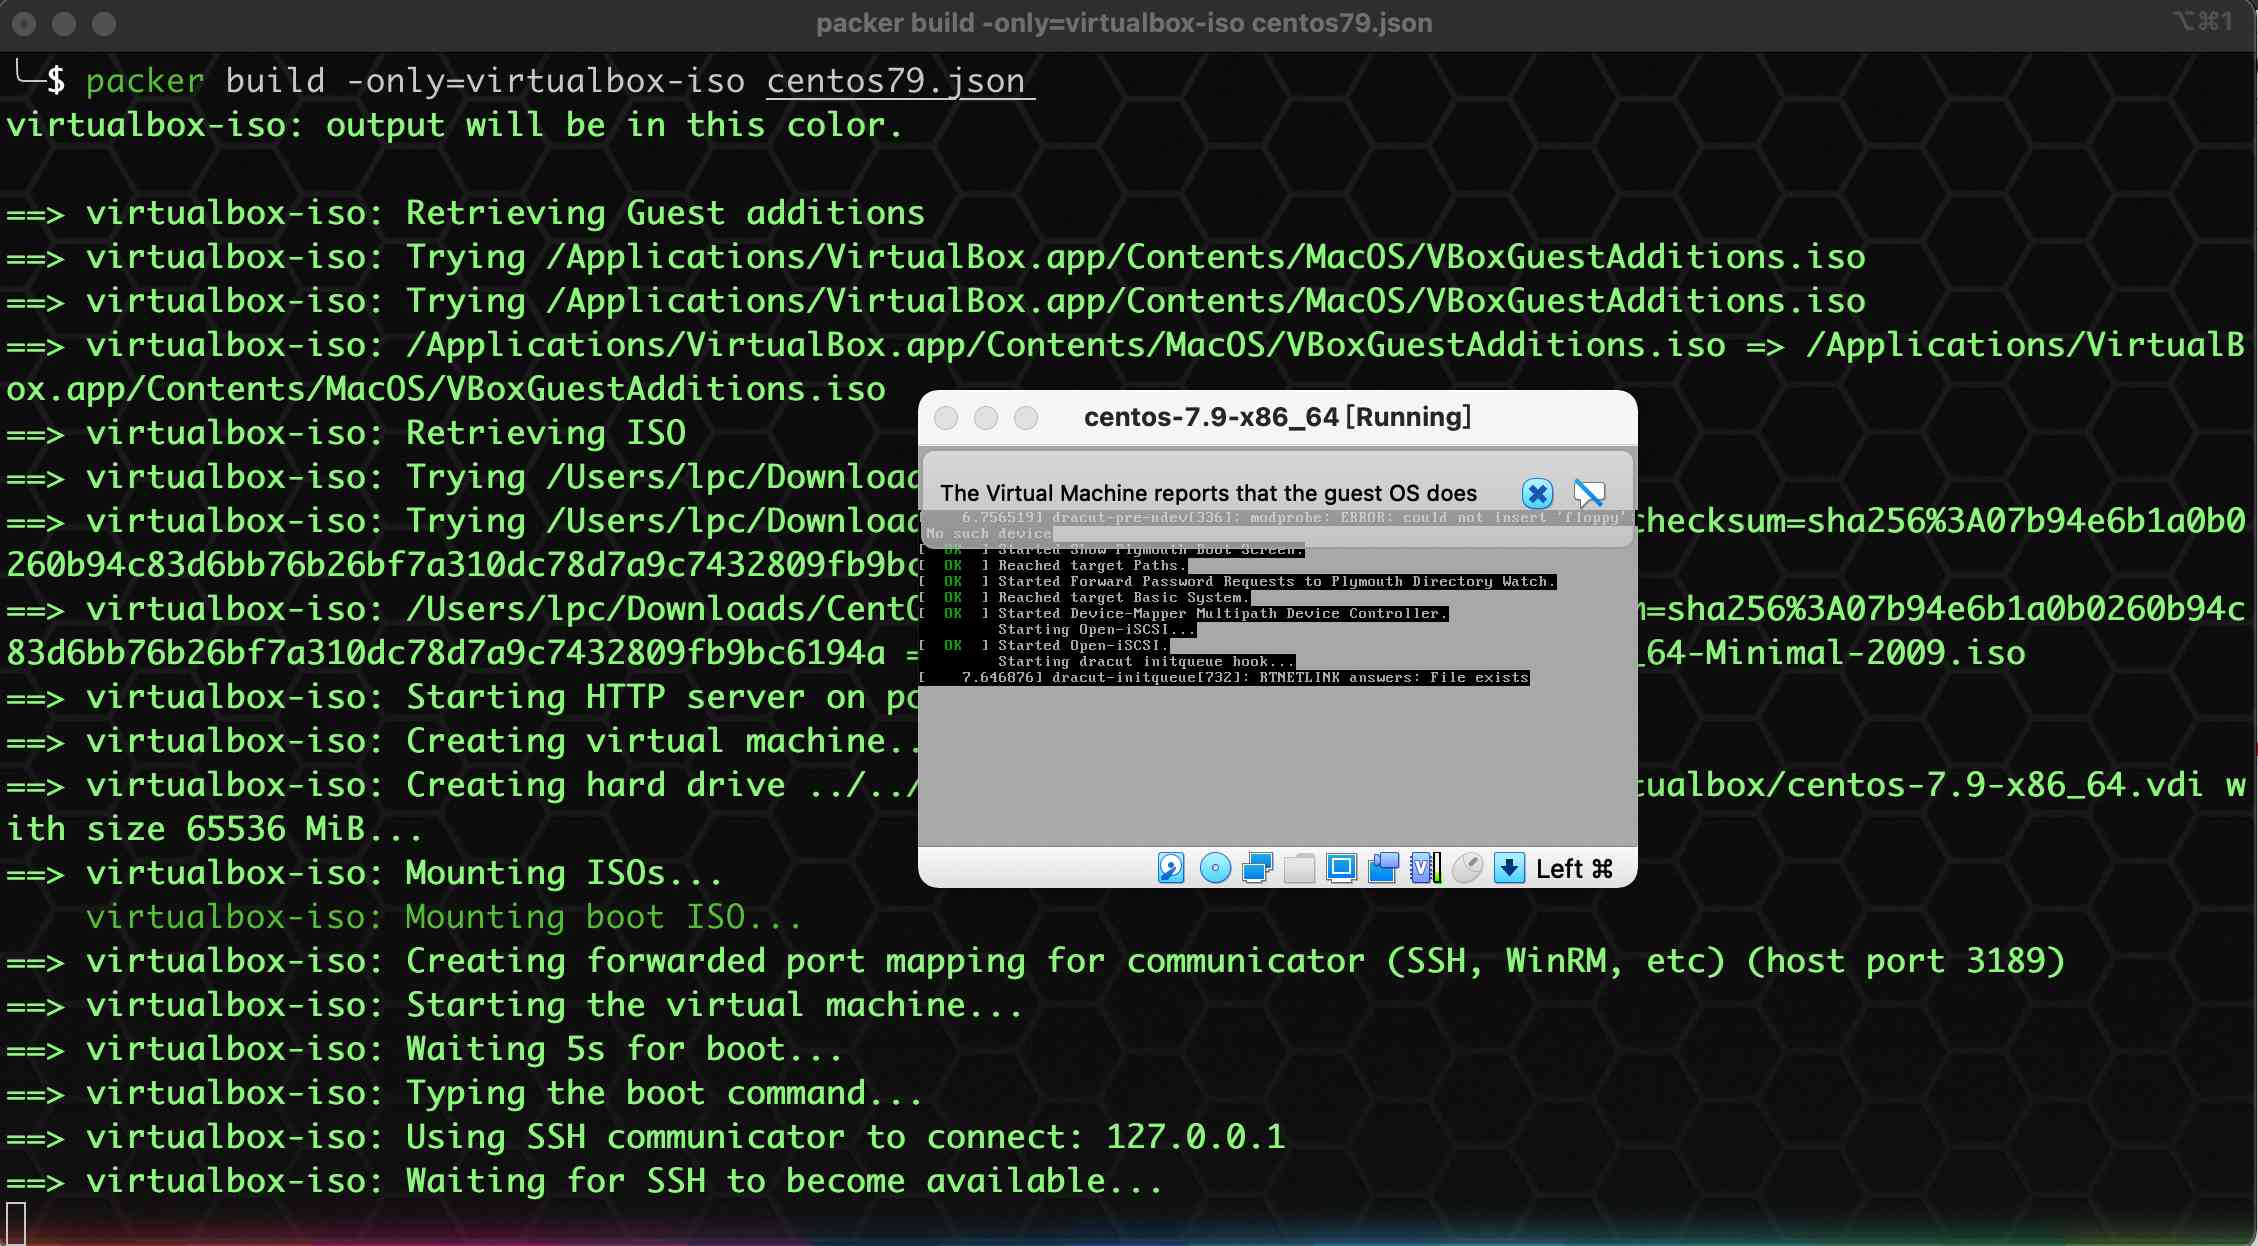 packer build -only=virtualbox-iso centos79.json
⌥⌘1
$ packer build -only=virtualbox-iso centos79.json
virtualbox-iso: output will be in this color.
==> virtualbox-iso: Retrieving Guest additions
==> virtualbox-iso: Trying /Applications/VirtualBox.app/Contents/MacOS/VBoxGuestAdditions.iso
==> virtualbox-iso: Trying /Applications/VirtualBox.app/Contents/MacOS/VBoxGuestAdditions.iso
==> virtualbox-iso: /Applications/VirtualBox.app/Contents/MacOS/VBoxGuestAdditions.iso => /Applications/VirtualB
ox.app/Contents/MacOS/VBoxGuestAdditions.iso
==> virtualbox-iso: Retrieving ISO
==> virtualbox-iso: Trying /Users/lpc/Download
==> virtualbox-iso: Trying /Users/lpc/Download checksum=sha256%3A07b94e6b1a0b0
260b94c83d6bb76b26bf7a310dc78d7a9c7432809fb9bc
==> virtualbox-iso: /Users/lpc/Downloads/Cent m=sha256%3A07b94e6b1a0b0260b94c
83d6bb76b26bf7a310dc78d7a9c7432809fb9bc6194a = _64-Minimal-2009.iso
==> virtualbox-iso: Starting HTTP server on po
==> virtualbox-iso: Creating virtual machine..
==> virtualbox-iso: Creating hard drive ../../ tualbox/centos-7.9-x86_64.vdi w
ith size 65536 MiB...
==> virtualbox-iso: Mounting ISOs...
virtualbox-iso: Mounting boot ISO...
==> virtualbox-iso: Creating forwarded port mapping for communicator (SSH, WinRM, etc) (host port 3189)
==> virtualbox-iso: Starting the virtual machine...
==> virtualbox-iso: Waiting 5s for boot...
==> virtualbox-iso: Typing the boot command...
==> virtualbox-iso: Using SSH communicator to connect: 127.0.0.1
==> virtualbox-iso: Waiting for SSH to become available...
centos-7.9-x86_64 [Running]
The Virtual Machine reports that the guest OS does
[ 6.756519] dracut-pre-udev[336]: modprobe: ERROR: could not insert 'floppy':
No such device
[ OK ] Started Show Plymouth Boot Screen.
[ OK ] Reached target Paths.
[ OK ] Started Forward Password Requests to Plymouth Directory Watch.
[ OK ] Reached target Basic System.
[ OK ] Started Device-Mapper Multipath Device Controller.
Starting Open-iSCSI...
[ OK ] Started Open-iSCSI.
Starting dracut initqueue hook...
[ 7.646876] dracut-initqueue[732]: RTNETLINK answers: File exists
Left ⌘